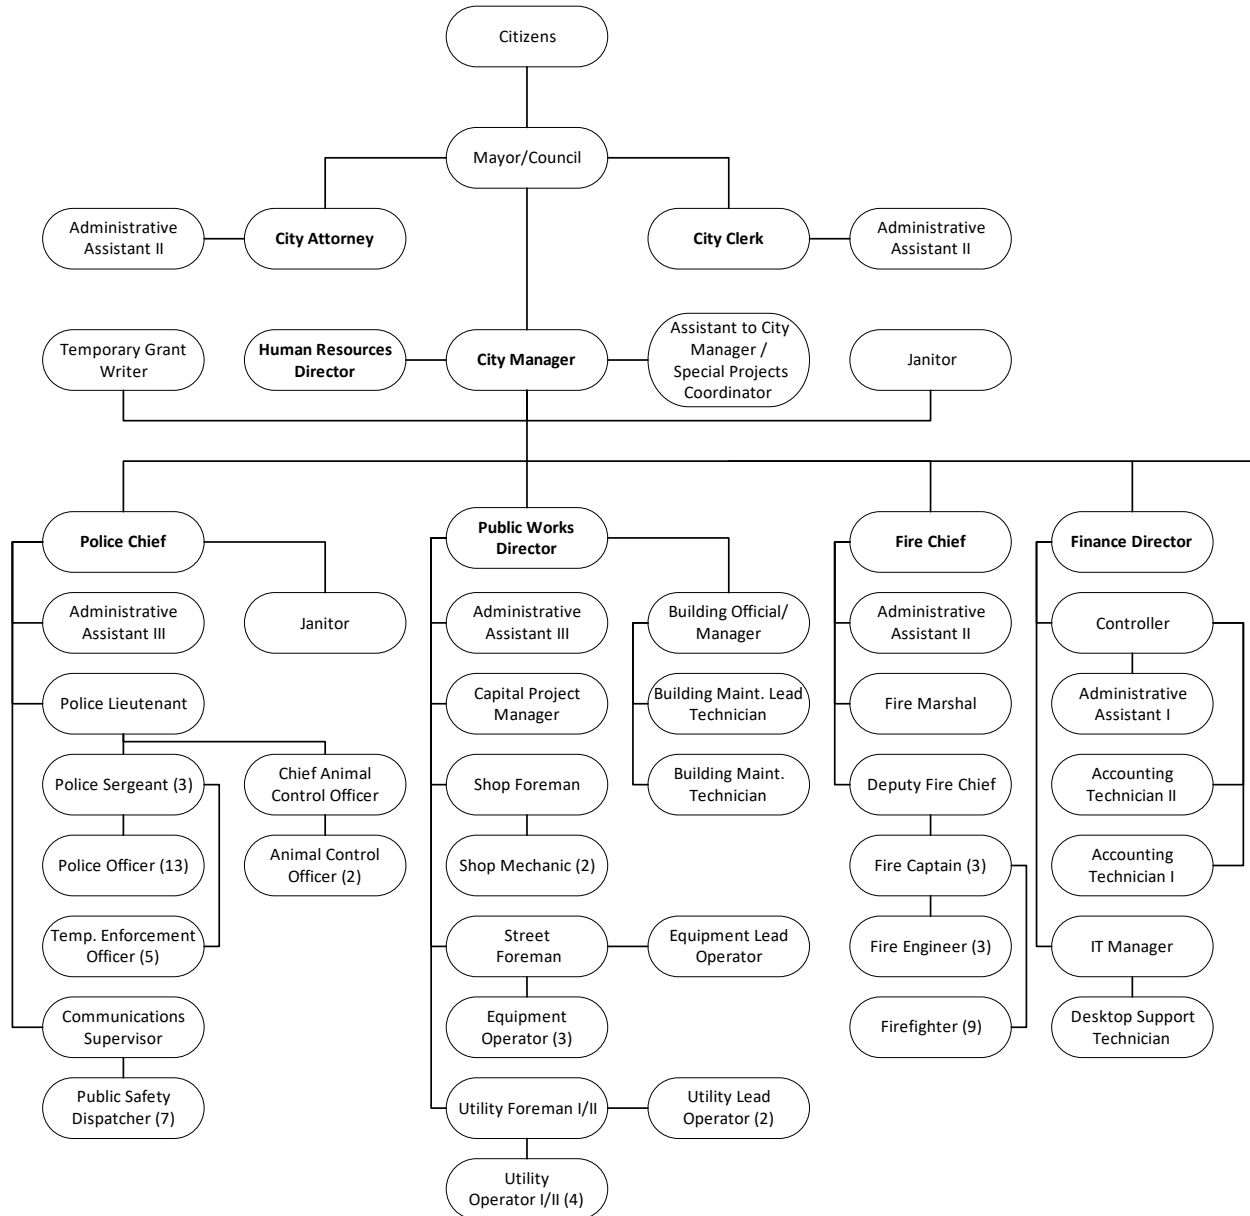 Citizens
Mayor/Council
Administrative
Assistant II
City Attorney
City Clerk
Administrative
Assistant II
Temporary Grant
Writer
Human Resources
Director
City Manager
Assistant to City
Manager /
Special Projects
Coordinator
Janitor
Police Chief
Public Works
Director
Fire Chief
Finance Director
Administrative
Assistant III
Janitor
Administrative
Assistant III
Building Official/
Manager
Administrative
Assistant II
Controller
Police Lieutenant
Capital Project
Manager
Building Maint. Lead
Technician
Fire Marshal
Administrative
Assistant I
Police Sergeant (3)
Chief Animal
Control Officer
Shop Foreman
Building Maint.
Technician
Deputy Fire Chief
Accounting
Technician II
Police Officer (13)
Animal Control
Officer (2)
Shop Mechanic (2)
Fire Captain (3)
Accounting
Technician I
Temp. Enforcement
Officer (5)
Street
Foreman
Equipment Lead
Operator
Fire Engineer (3)
IT Manager
Communications
Supervisor
Equipment
Operator (3)
Firefighter (9)
Desktop Support
Technician
Public Safety
Dispatcher (7)
Utility Foreman I/II
Utility Lead
Operator (2)
Utility
Operator I/II (4)